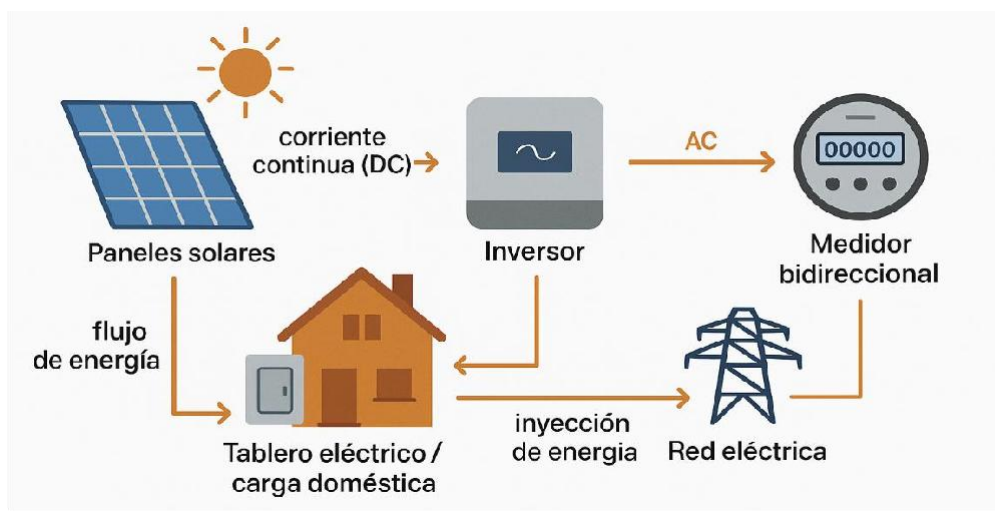 corriente
continua (DC)
AC
00000
Paneles solares
Inversor
Medidor
bidireccional
flujo
de energía
Tablero eléctrico /
carga doméstica
inyección
de energia
Red eléctrica